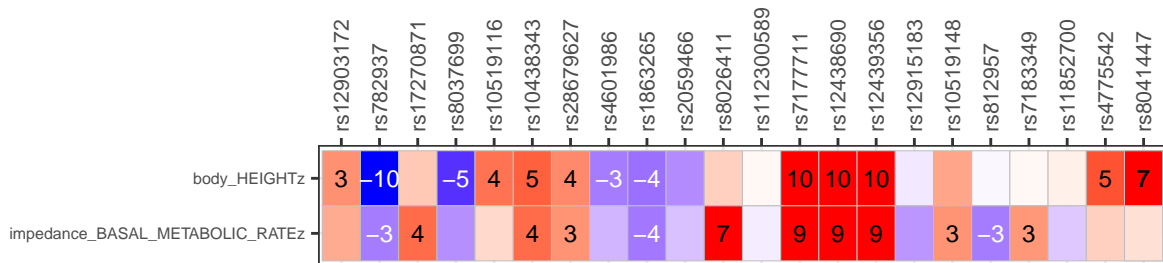 rs12903172
rs782937
rs17270871
rs8037699
rs10519116
rs10438343
rs28679627
rs4601986
rs1863265
rs2059466
rs8026411
rs112300589
rs7177711
rs12438690
rs12439356
rs12915183
rs10519148
rs812957
rs7183349
rs11852700
rs4775542
rs8041447
body_HEIGHTz 3 −10 −5 4 5 4 −3 −4 10 10 10 5 7
impedance_BASAL_METABOLIC_RATEz −3 4 4 3 −4 7 9 9 9 3 −3 3